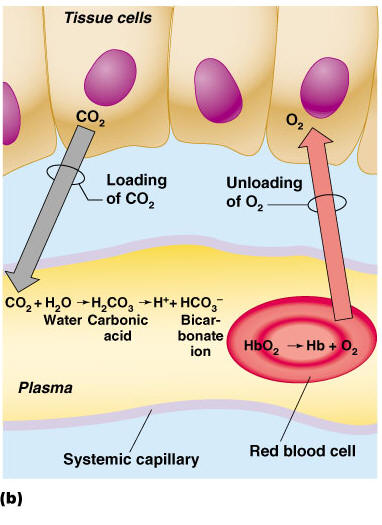 Tissue cells
CO₂
O₂
Loading
of CO₂
Unloading
of O₂
CO₂ + H₂O → H₂CO₃ → H⁺ + HCO₃⁻
Water Carbonic
acid
Bicar-
bonate
ion
HbO₂ → Hb + O₂
Plasma
Systemic capillary
Red blood cell
(b)